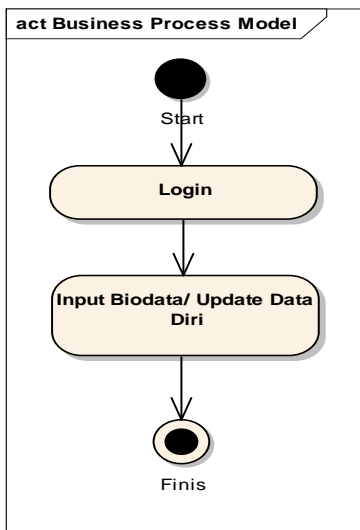 act Business Process Model
Start
Login
Input Biodata/ Update Data
Diri
Finis